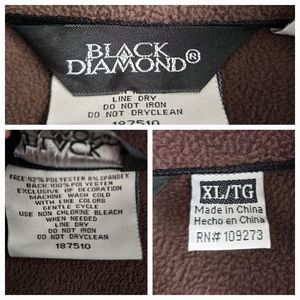 BLACK
DIAMOND®
LINE DRY
DO NOT IRON
DO NOT DRYCLEAN
187510
FACE: 92% POLYESTER 8% SPANDEX
BACK: 100% POLYESTER
EXCLUSIVE OF DECORATION
MACHINE WASH COLD
WITH LIKE COLORS
GENTLE CYCLE
USE NON CHLORINE BLEACH
WHEN NEEDED
LINE DRY
DO NOT IRON
DO NOT DRYCLEAN
187510
XL/TG
Made in China
Hecho en China
RN# 109273